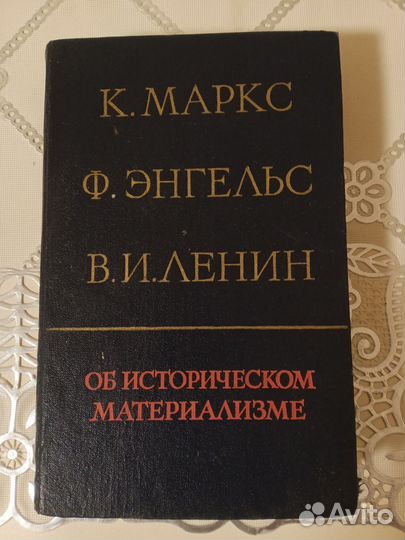 К. МАРКС
Ф. ЭНГЕЛЬС
В. И. ЛЕНИН
ОБ ИСТОРИЧЕСКОМ
МАТЕРИАЛИЗМЕ
Avito